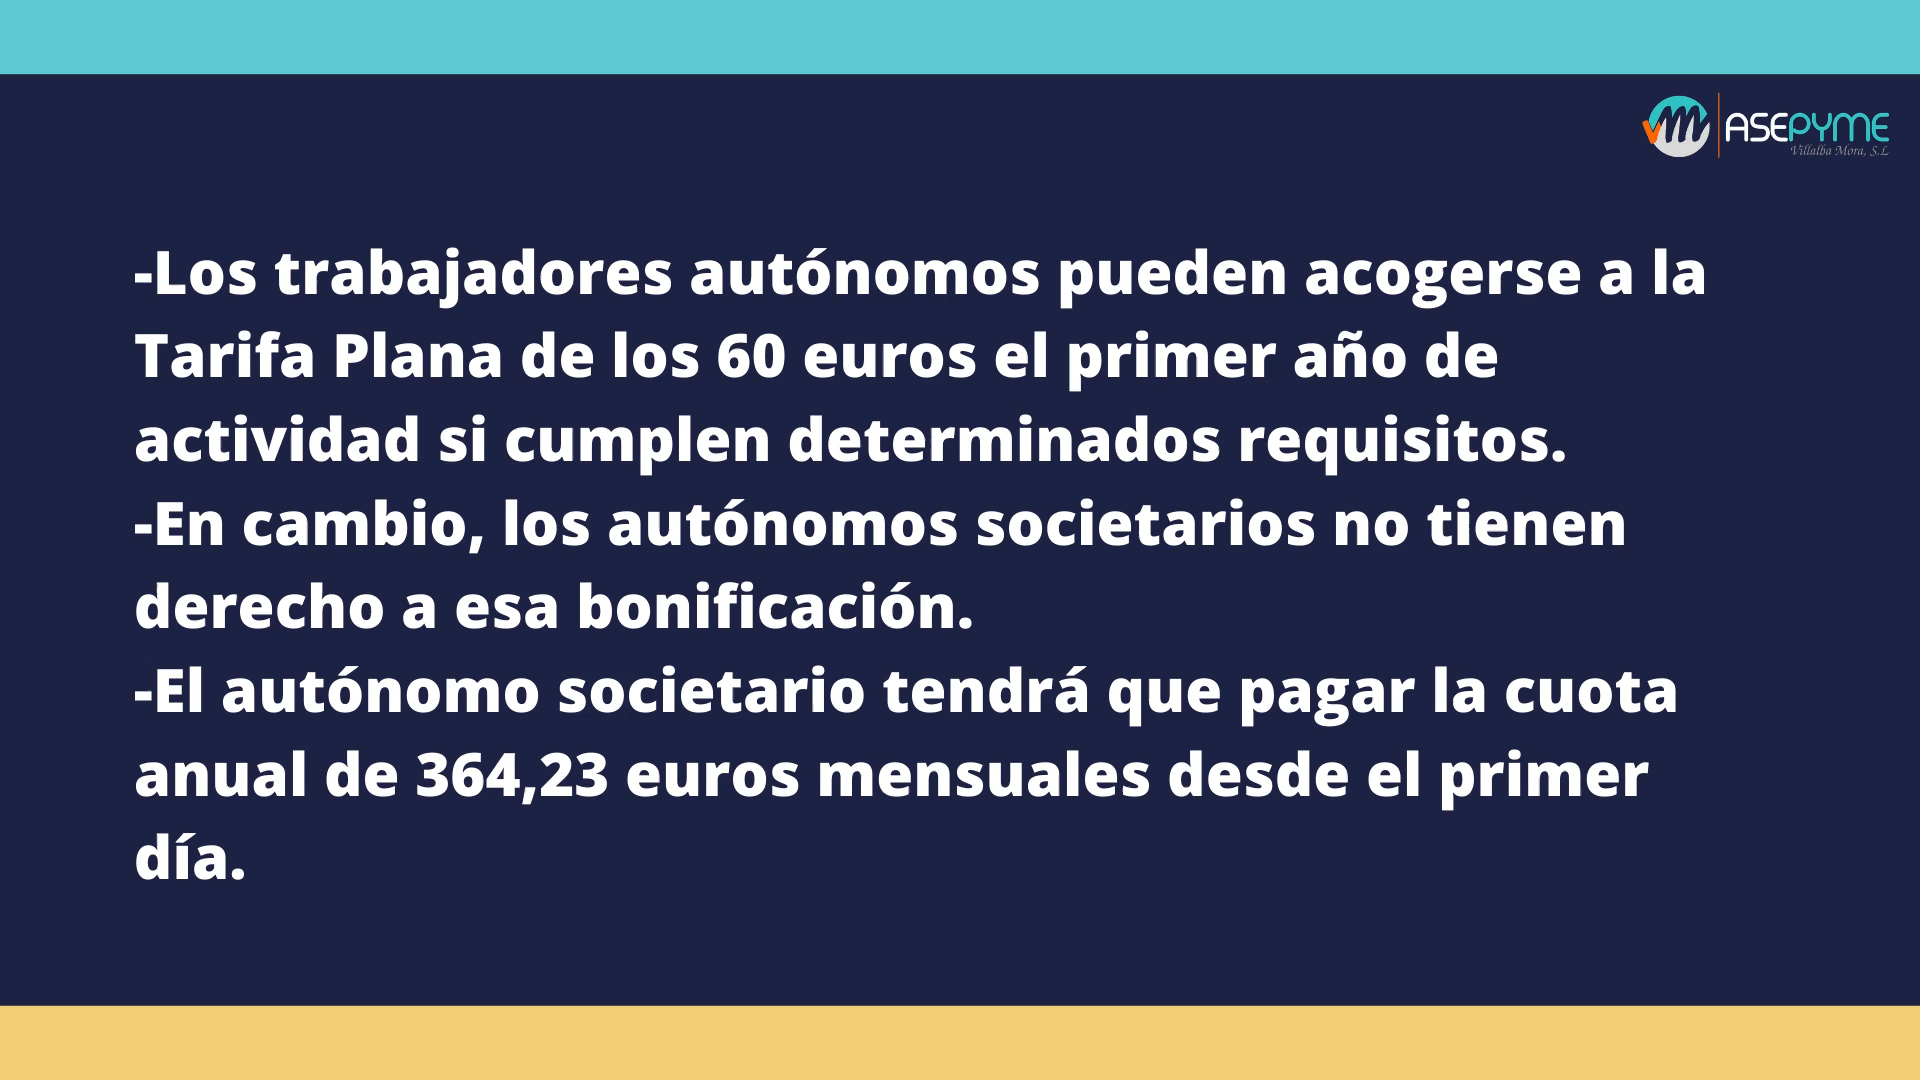 ASEPYME
Villalba Mora, S.L
-Los trabajadores autónomos pueden acogerse a la
Tarifa Plana de los 60 euros el primer año de
actividad si cumplen determinados requisitos.
-En cambio, los autónomos societarios no tienen
derecho a esa bonificación.
-El autónomo societario tendrá que pagar la cuota
anual de 364,23 euros mensuales desde el primer
día.